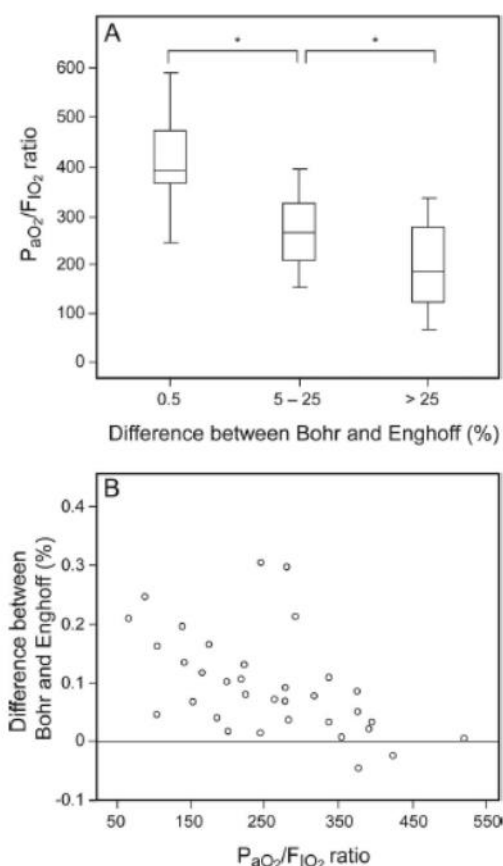 A
* *
600
500
400
300
200
100
0
PaO2/FIO2 ratio
0.5 5 – 25 > 25
Difference between Bohr and Enghoff (%)
B
0.4
0.3
0.2
0.1
0
-0.1
Difference between
Bohr and Enghoff (%)
50 150 250 350 450 5500
PaO2/FIO2 ratio